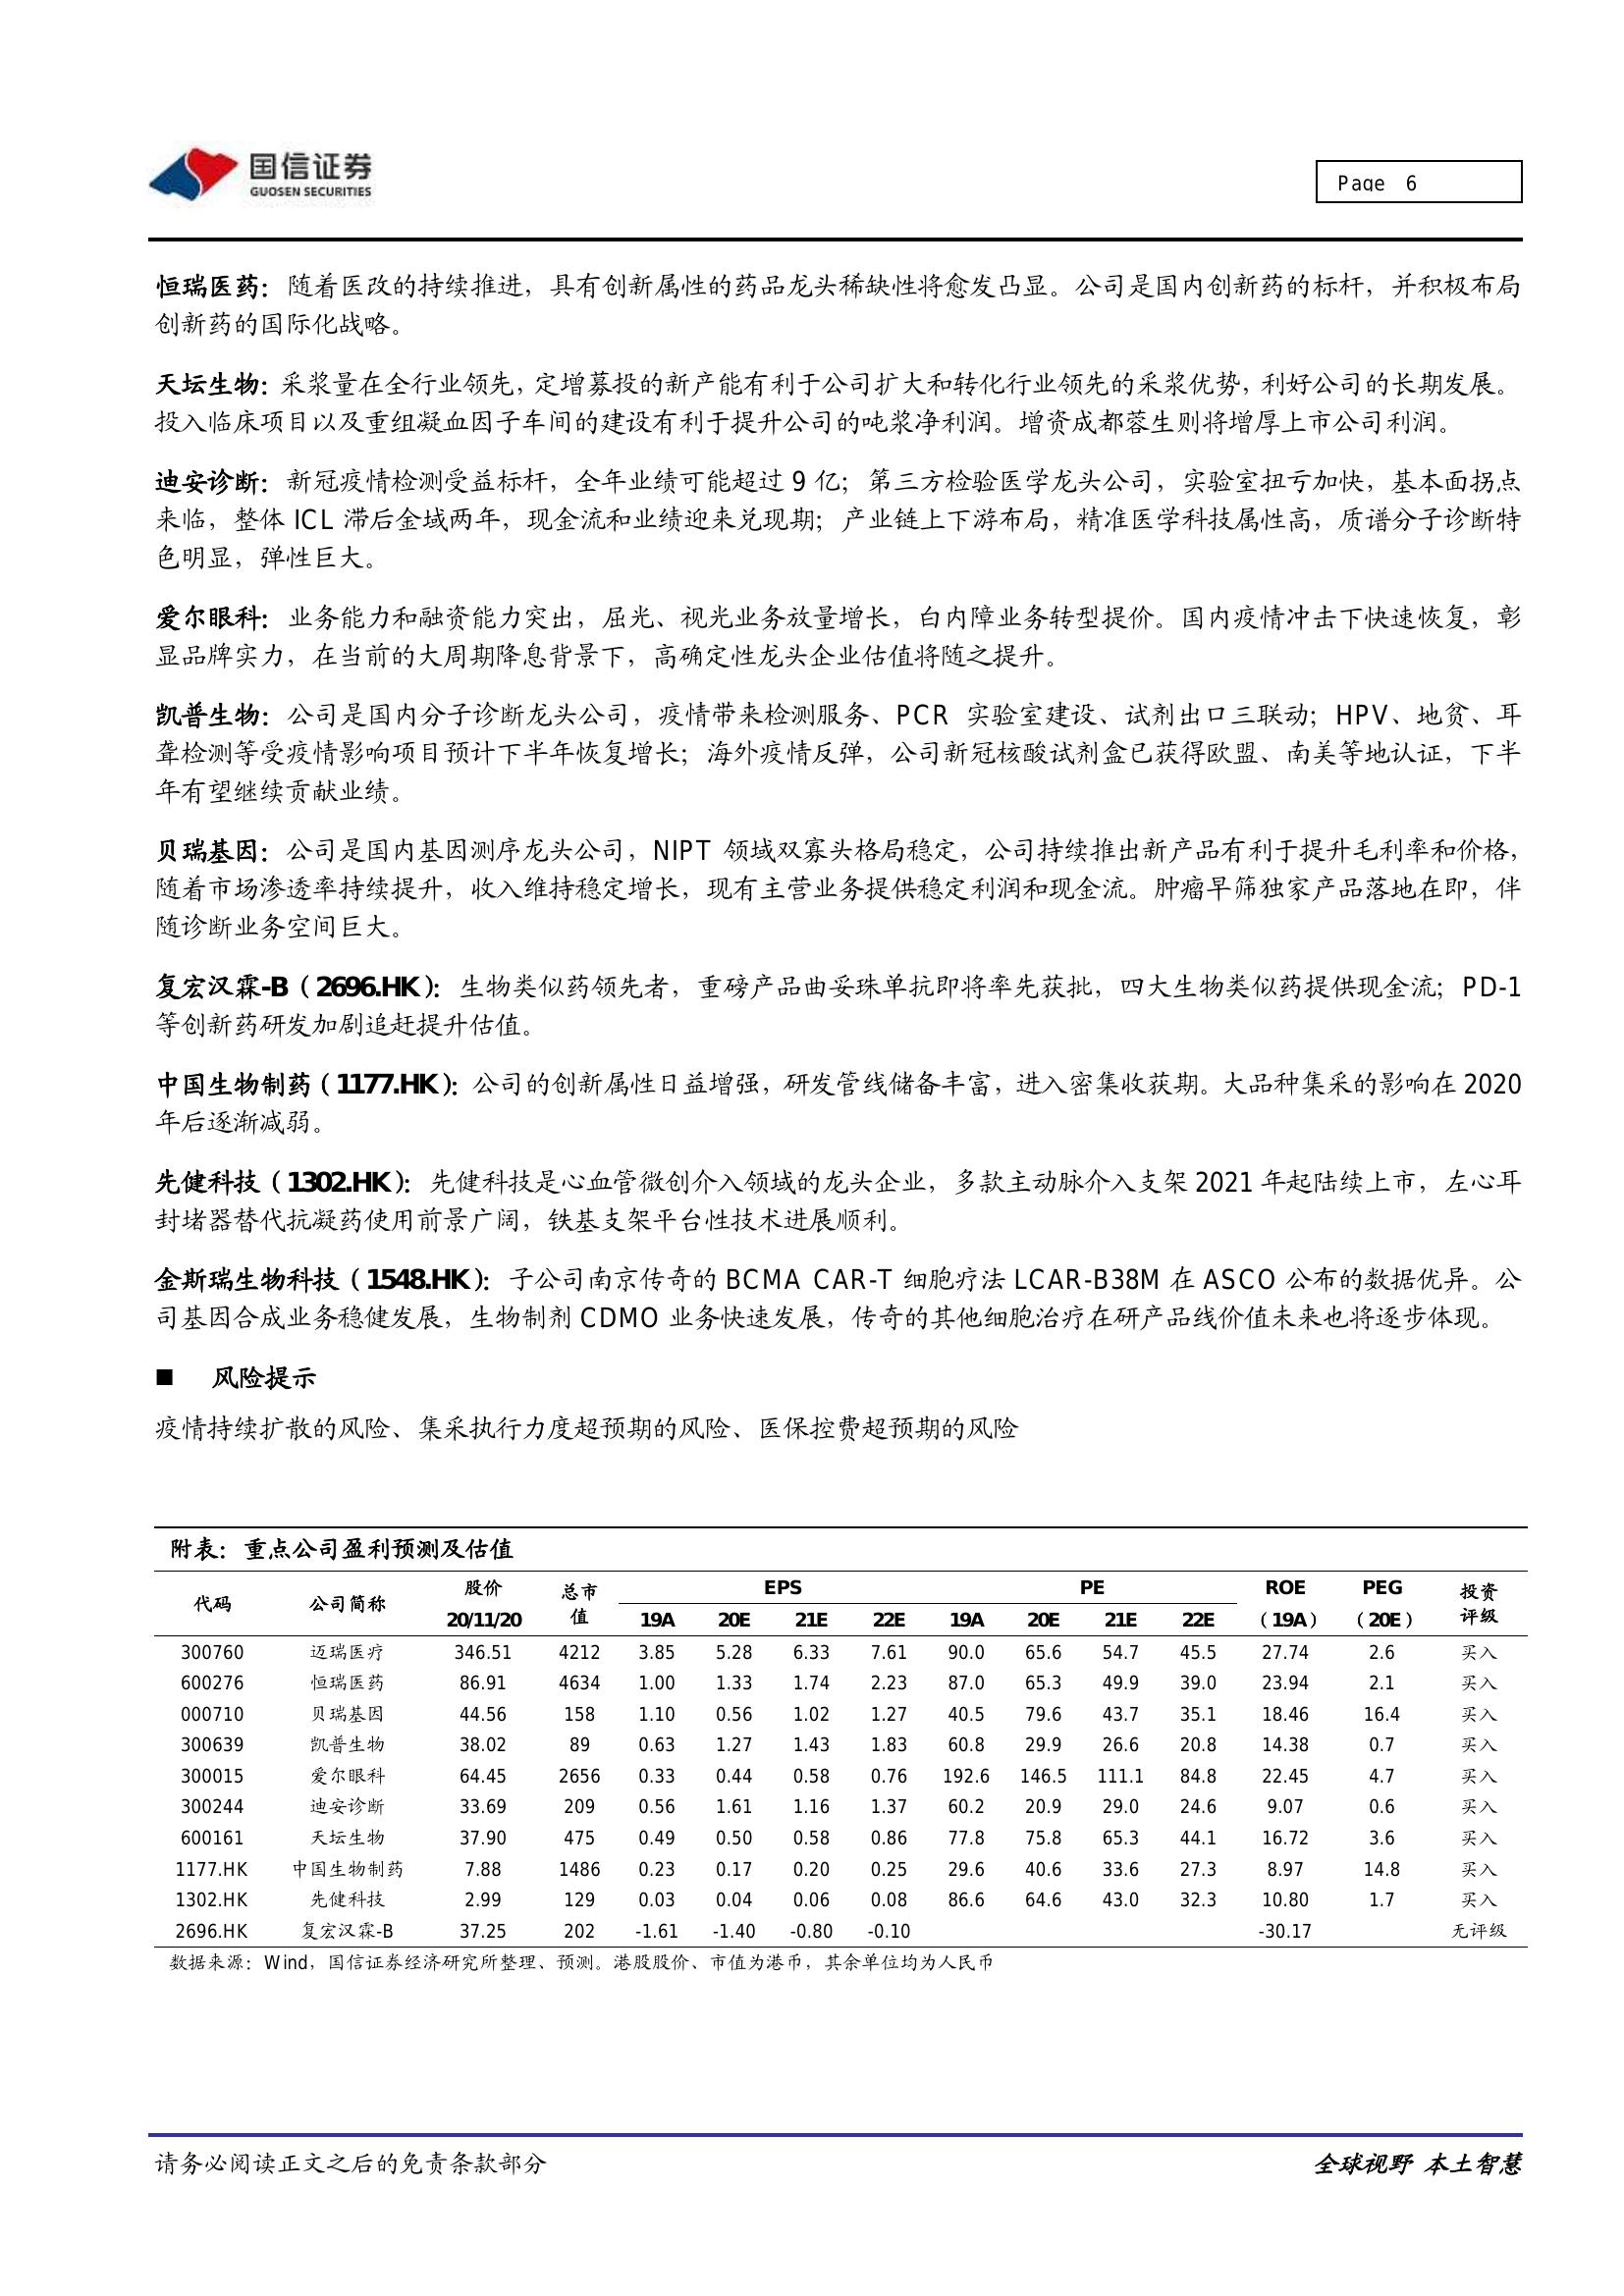 国信证券
GUOSEN SECURITIES
Page 6
恒瑞医药：随着医改的持续推进，具有创新属性的药品龙头稀缺性将愈发凸显。公司是国内创新药的标杆，并积极布局
创新药的国际化战略。
天坛生物：采浆量在全行业领先，定增募投的新产能有利于公司扩大和转化行业领先的采浆优势，利好公司的长期发展。
投入临床项目以及重组凝血因子车间的建设有利于提升公司的吨浆净利润。增资成都蓉生则将增厚上市公司利润。
迪安诊断：新冠疫情检测受益标杆，全年业绩可能超过 9 亿；第三方检验医学龙头公司，实验室扭亏加快，基本面拐点
来临，整体 ICL 滞后金域两年，现金流和业绩迎来兑现期；产业链上下游布局，精准医学科技属性高，质谱分子诊断特
色明显，弹性巨大。
爱尔眼科：业务能力和融资能力突出，屈光、视光业务放量增长，白内障业务转型提价。国内疫情冲击下快速恢复，彰
显品牌实力，在当前的大周期降息背景下，高确定性龙头企业估值将随之提升。
凯普生物：公司是国内分子诊断龙头公司，疫情带来检测服务、PCR 实验室建设、试剂出口三联动；HPV、地贫、耳
聋检测等受疫情影响项目预计下半年恢复增长；海外疫情反弹，公司新冠核酸试剂盒已获得欧盟、南美等地认证，下半
年有望继续贡献业绩。
贝瑞基因：公司是国内基因测序龙头公司，NIPT 领域双寡头格局稳定，公司持续推出新产品有利于提升毛利率和价格，
随着市场渗透率持续提升，收入维持稳定增长，现有主营业务提供稳定利润和现金流。肿瘤早筛独家产品落地在即，伴
随诊断业务空间巨大。
复宏汉霖-B（2696.HK）：生物类似药领先者，重磅产品曲妥珠单抗即将率先获批，四大生物类似药提供现金流；PD-1
等创新药研发加剧追赶提升估值。
中国生物制药（1177.HK）：公司的创新属性日益增强，研发管线储备丰富，进入密集收获期。大品种集采的影响在 2020
年后逐渐减弱。
先健科技（1302.HK）：先健科技是心血管微创介入领域的龙头企业，多款主动脉介入支架 2021 年起陆续上市，左心耳
封堵器替代抗凝药使用前景广阔，铁基支架平台性技术进展顺利。
金斯瑞生物科技（1548.HK）：子公司南京传奇的 BCMA CAR-T 细胞疗法 LCAR-B38M 在 ASCO 公布的数据优异。公
司基因合成业务稳健发展，生物制剂 CDMO 业务快速发展，传奇的其他细胞治疗在研产品线价值未来也将逐步体现。
■ 风险提示
疫情持续扩散的风险、集采执行力度超预期的风险、医保控费超预期的风险
附表：重点公司盈利预测及估值
代码 公司简称 股价 总市值 EPS PE ROE PEG 投资评级
20/11/20 19A 20E 21E 22E 19A 20E 21E 22E （19A） （20E）
300760 迈瑞医疗 346.51 4212 3.85 5.28 6.33 7.61 90.0 65.6 54.7 45.5 27.74 2.6 买入
600276 恒瑞医药 86.91 4634 1.00 1.33 1.74 2.23 87.0 65.3 49.9 39.0 23.94 2.1 买入
000710 贝瑞基因 44.56 158 1.10 0.56 1.02 1.27 40.5 79.6 43.7 35.1 18.46 16.4 买入
300639 凯普生物 38.02 89 0.63 1.27 1.43 1.83 60.8 29.9 26.6 20.8 14.38 0.7 买入
300015 爱尔眼科 64.45 2656 0.33 0.44 0.58 0.76 192.6 146.5 111.1 84.8 22.45 4.7 买入
300244 迪安诊断 33.69 209 0.56 1.61 1.16 1.37 60.2 20.9 29.0 24.6 9.07 0.6 买入
600161 天坛生物 37.90 475 0.49 0.50 0.58 0.86 77.8 75.8 65.3 44.1 16.72 3.6 买入
1177.HK 中国生物制药 7.88 1486 0.23 0.17 0.20 0.25 29.6 40.6 33.6 27.3 8.97 14.8 买入
1302.HK 先健科技 2.99 129 0.03 0.04 0.06 0.08 86.6 64.6 43.0 32.3 10.80 1.7 买入
2696.HK 复宏汉霖-B 37.25 202 -1.61 -1.40 -0.80 -0.10 -30.17 无评级
数据来源：Wind，国信证券经济研究所整理、预测。港股股价、市值为港币，其余单位均为人民币
请务必阅读正文之后的免责条款部分
全球视野 本土智慧